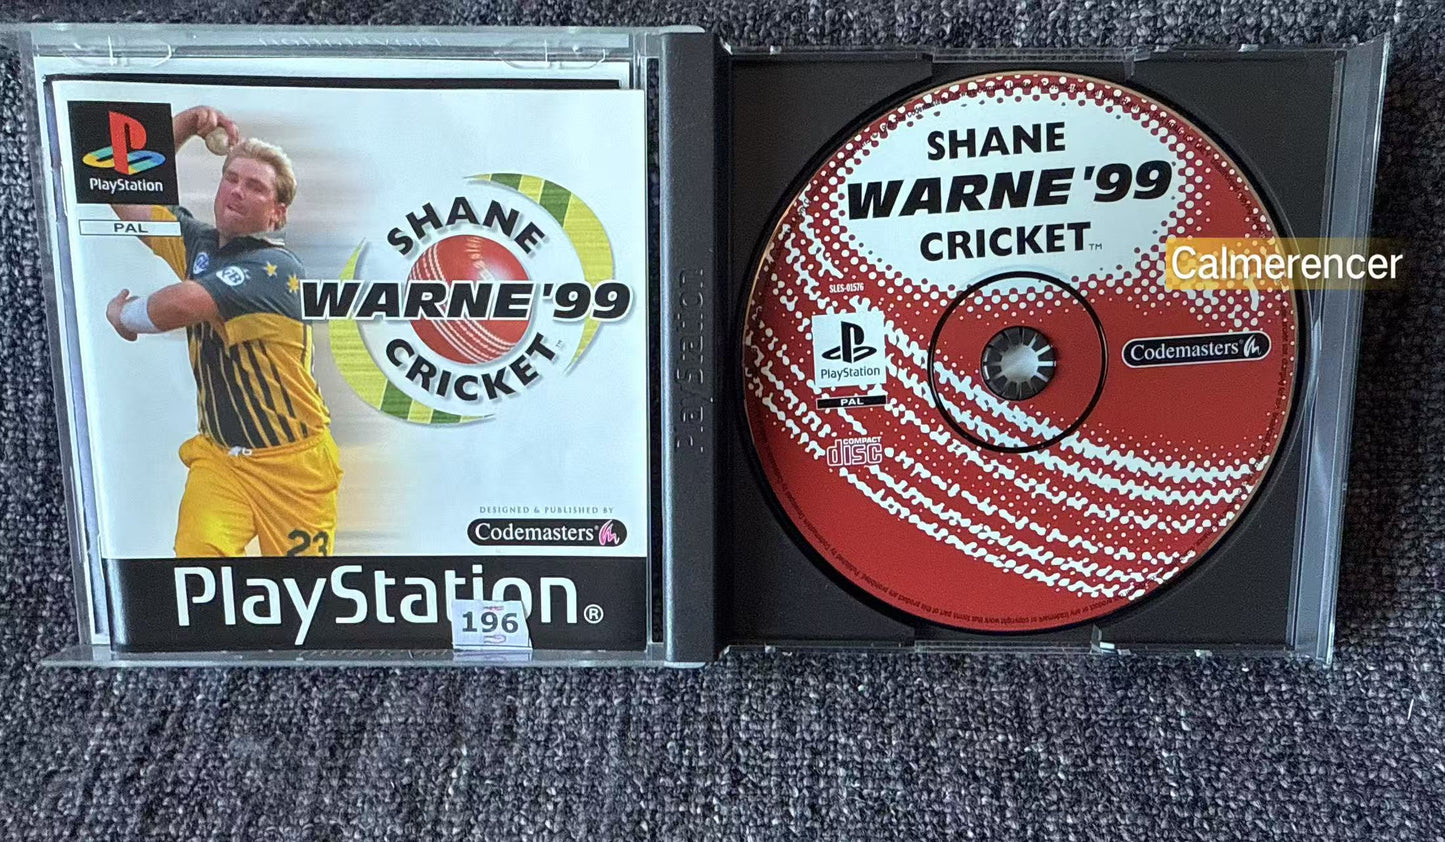 PlayStation
PAL
SHANE
WARNE '99
CRICKET
23
DESIGNED & PUBLISHED BY
Codemasters®
PlayStation®
196
PlayStation
SHANE
WARNE '99
CRICKET™
SLES-01576
PlayStation
PAL
COMPACT
disc
Codemasters
Calmerencer